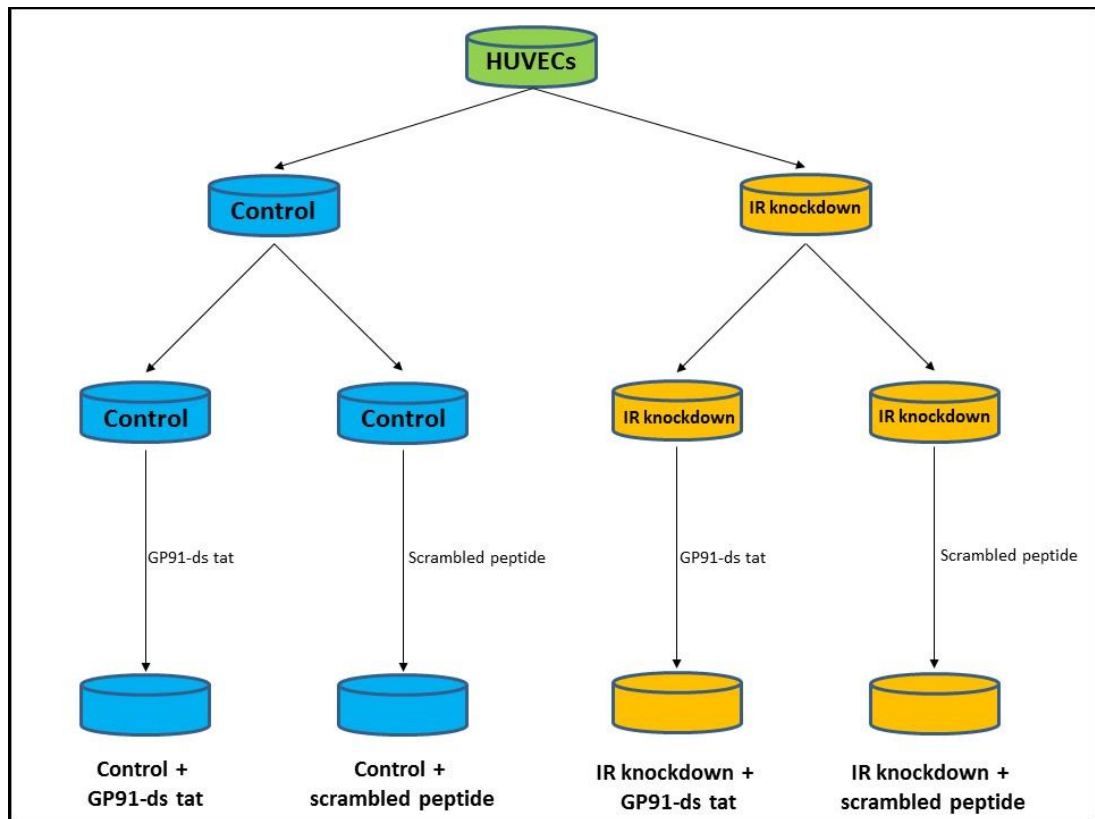 HUVECs
Control
IR knockdown
Control
Control
IR knockdown
IR knockdown
GP91-ds tat
Scrambled peptide
GP91-ds tat
Scrambled peptide
Control +
GP91-ds tat
Control +
scrambled peptide
IR knockdown +
GP91-ds tat
IR knockdown +
scrambled peptide